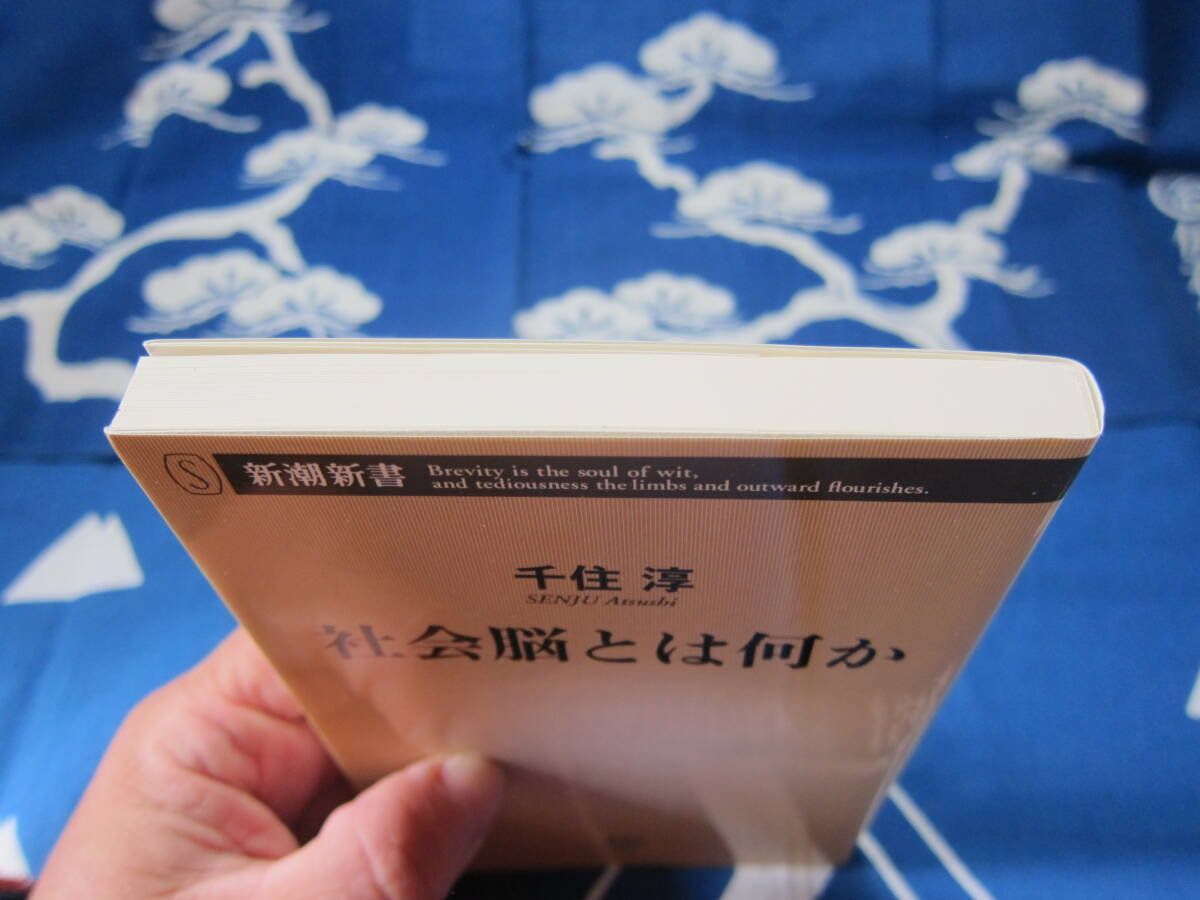 S
新潮新書
Brevity is the soul of wit,
and tediousness the limbs and outward flourishes.
千住 淳
SENJU Atsushi
社会脳とは何か